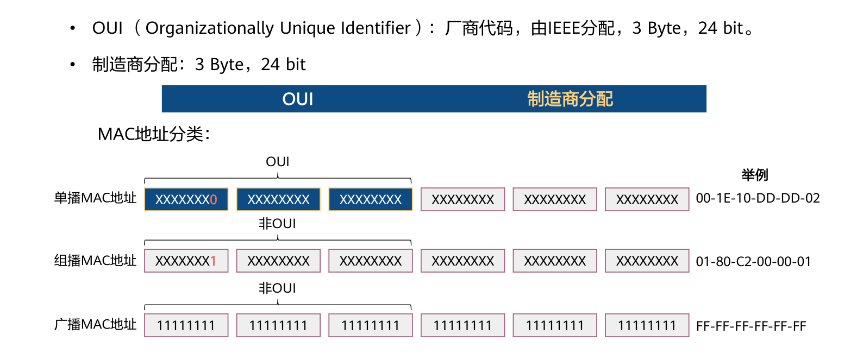 • OUI（Organizationally Unique Identifier）：厂商代码，由IEEE分配，3 Byte，24 bit。
• 制造商分配：3 Byte，24 bit
OUI 制造商分配
MAC地址分类：
OUI
举例
单播MAC地址 XXXXXXX0 XXXXXXXX XXXXXXXX XXXXXXXX XXXXXXXX XXXXXXXX 00-1E-10-DD-DD-02
非OUI
组播MAC地址 XXXXXXX1 XXXXXXXX XXXXXXXX XXXXXXXX XXXXXXXX XXXXXXXX 01-80-C2-00-00-01
非OUI
广播MAC地址 11111111 11111111 11111111 11111111 11111111 11111111 FF-FF-FF-FF-FF-FF